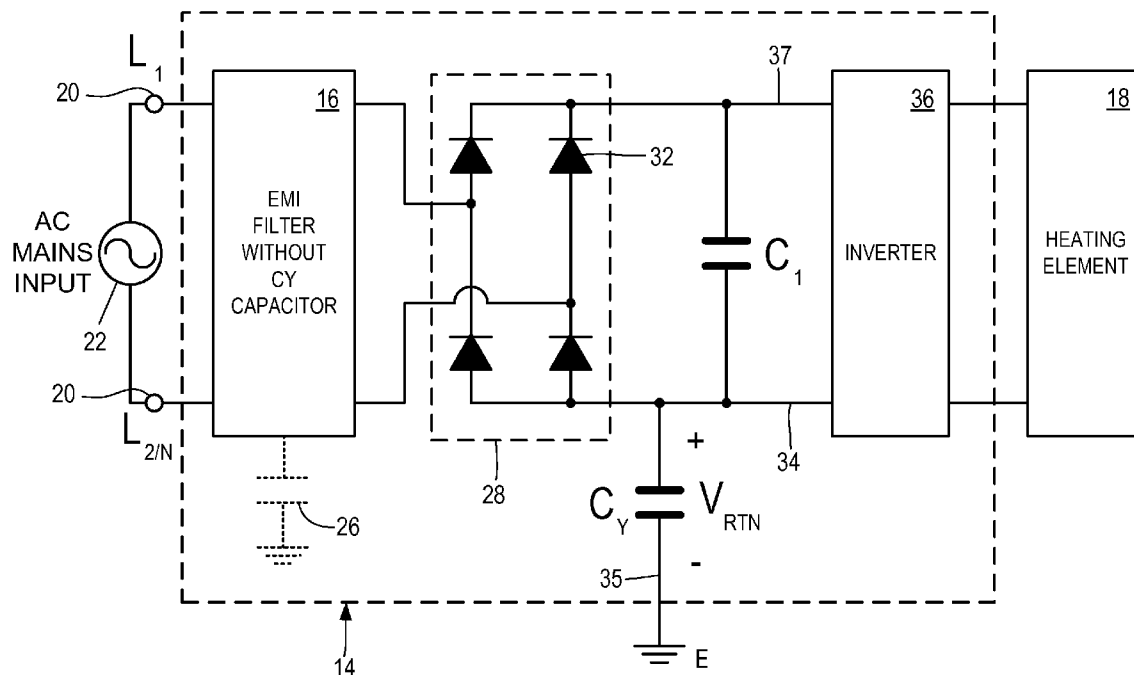 L1
20
AC
MAINS
INPUT
22
20
L2/N
16
EMI
FILTER
WITHOUT
CY
CAPACITOR
26
14
32
28
37
C1
34
+
CY
VRTN
-
35
E
36
INVERTER
18
HEATING
ELEMENT